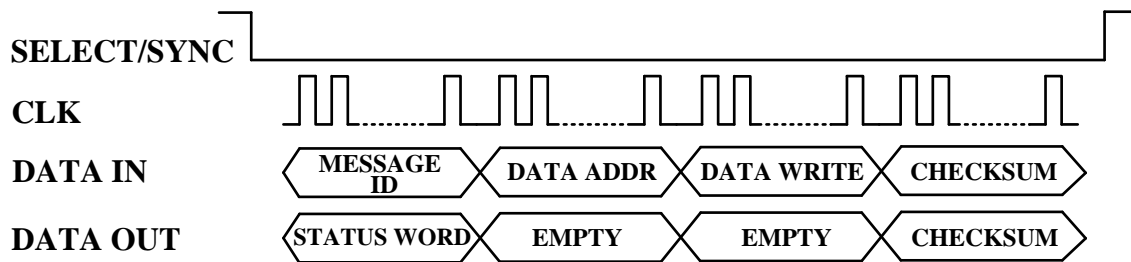 SELECT/SYNC
CLK
DATA IN
MESSAGE
ID
DATA ADDR
DATA WRITE
CHECKSUM
DATA OUT
STATUS WORD
EMPTY
EMPTY
CHECKSUM